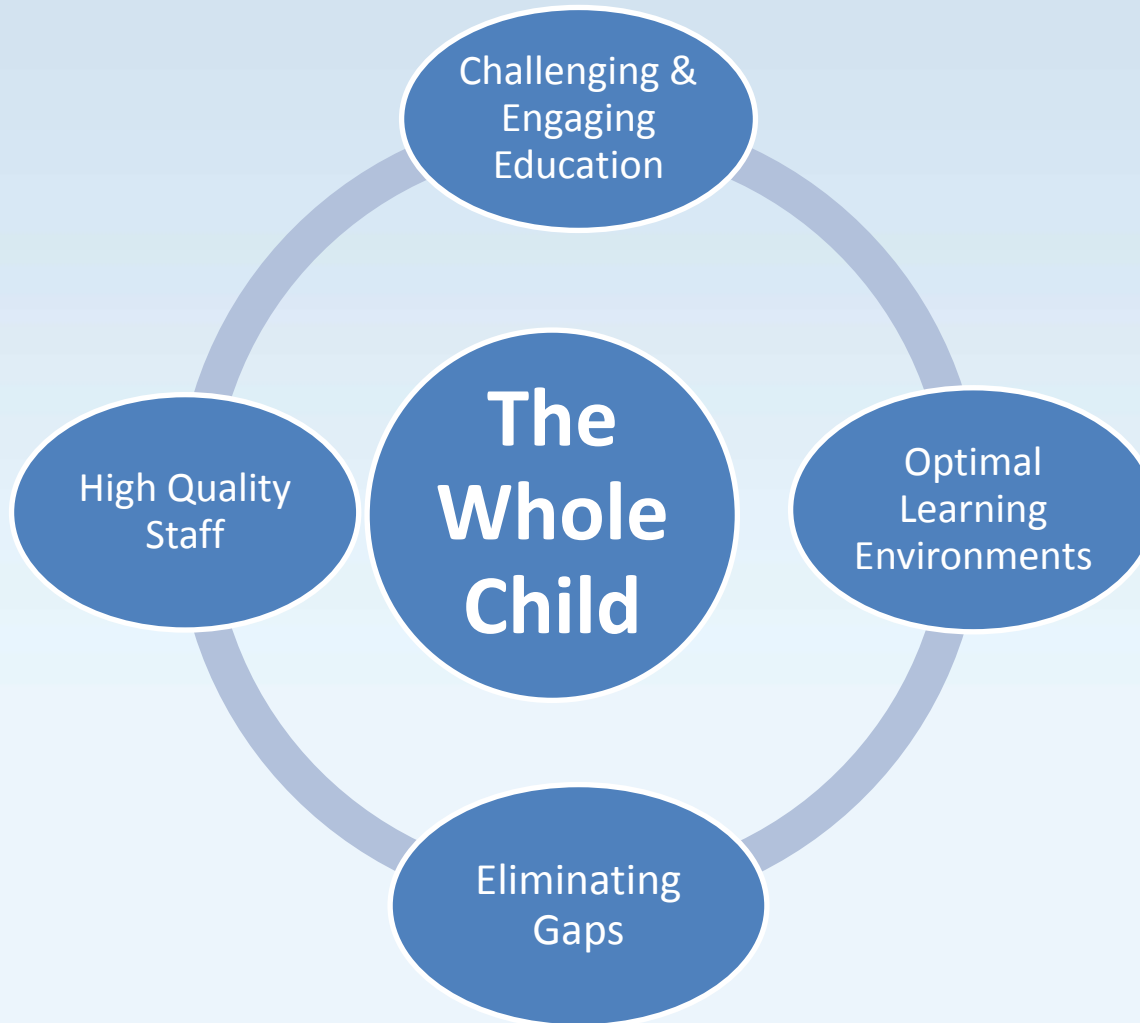 Challenging &
Engaging
Education
High Quality
Staff
The
Whole
Child
Optimal
Learning
Environments
Eliminating
Gaps